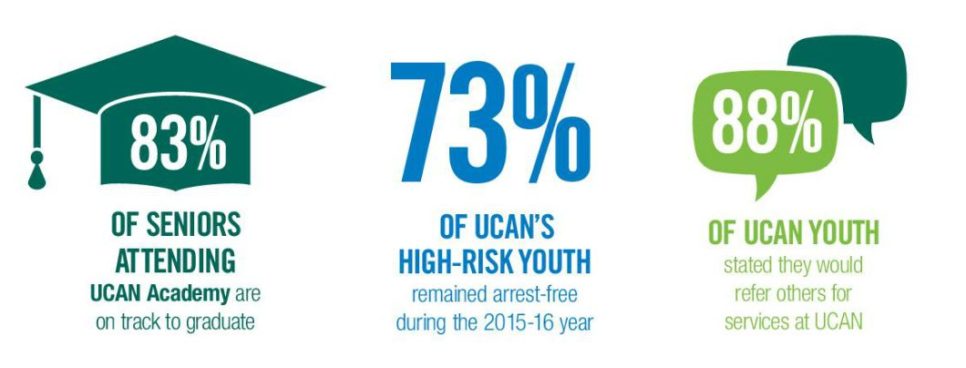 83%
OF SENIORS
ATTENDING
UCAN Academy are
on track to graduate
73%
OF UCAN'S
HIGH-RISK YOUTH
remained arrest-free
during the 2015-16 year
88%
OF UCAN YOUTH
stated they would
refer others for
services at UCAN